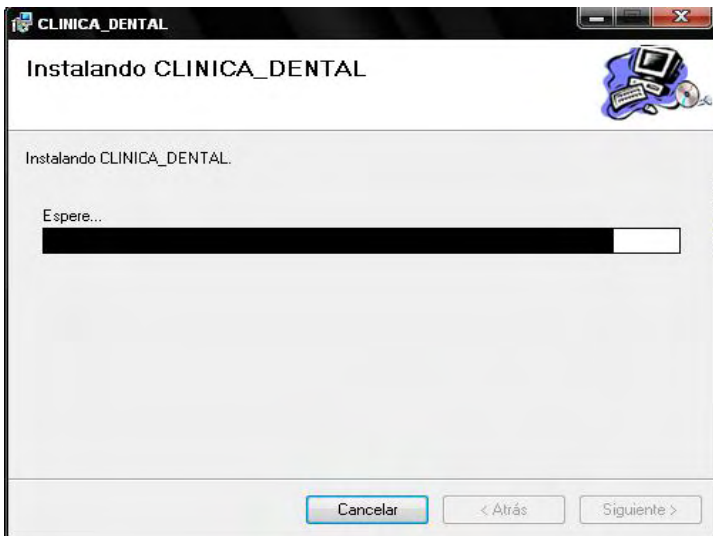 CLINICA_DENTAL
Instalando CLINICA_DENTAL
Instalando CLINICA_DENTAL.
Espere...
Cancelar
< Atrás
Siguiente >